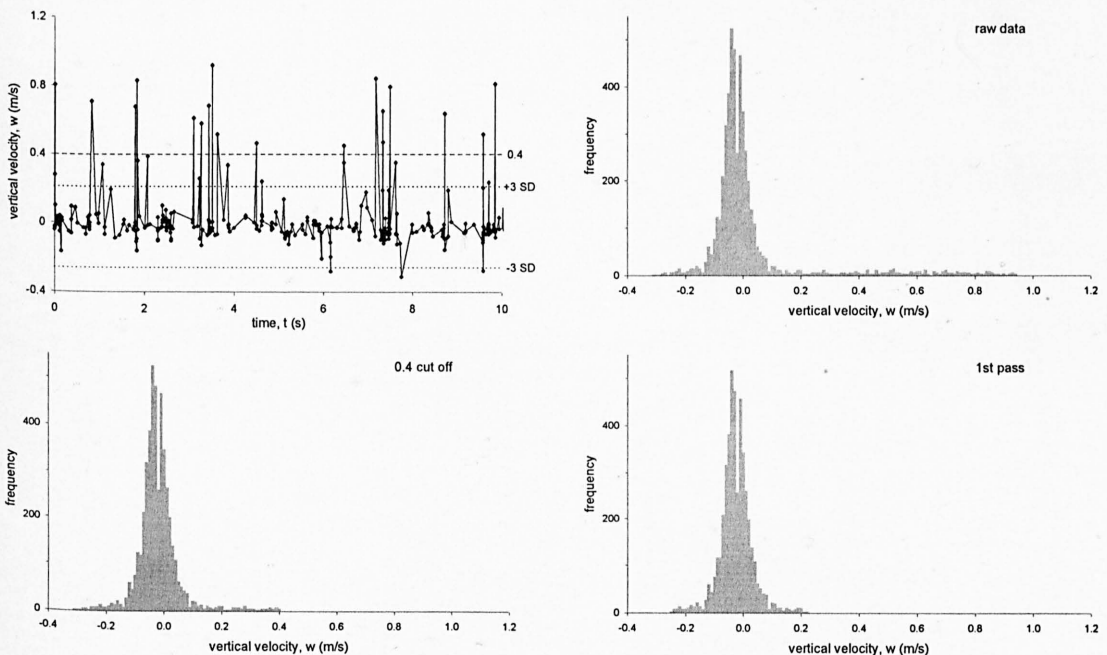 1.2
0.8
0.4
0
-0.4
vertical velocity, w (m/s)
0.4
+3 SD
-3 SD
0 2 4 6 8 10
time, t (s)
raw data
400
200
0
frequency
-0.4 -0.2 0.0 0.2 0.4 0.6 0.8 1.0 1.2
vertical velocity, w (m/s)
0.4 cut off
400
200
0
frequency
-0.4 -0.2 0.0 0.2 0.4 0.6 0.8 1.0 1.2
vertical velocity, w (m/s)
1st pass
400
200
0
frequency
-0.4 -0.2 0.0 0.2 0.4 0.6 0.8 1.0 1.2
vertical velocity, w (m/s)